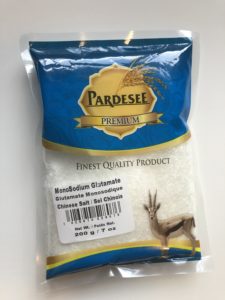 PARDESEE
PREMIUM
FINEST QUALITY PRODUCT
MonoSodium Glutamate
Glutamate Monosodique
Chinese Salt / Sel Chinois
Net Wt. - Poids Net.
200 g / 7 oz